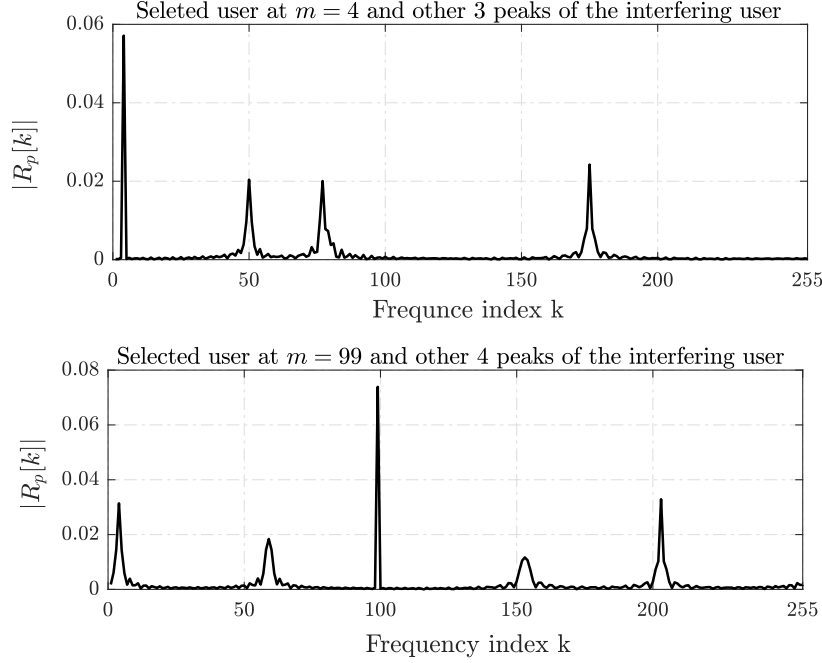 Seleted user at m = 4 and other 3 peaks of the interfering user
0.06
0.04
0.02
0
|R_p[k]|
0 50 100 150 200 255
Frequnce index k
Selected user at m = 99 and other 4 peaks of the interfering user
0.08
0.06
0.04
0.02
0
|R_p[k]|
0 50 100 150 200 255
Frequency index k